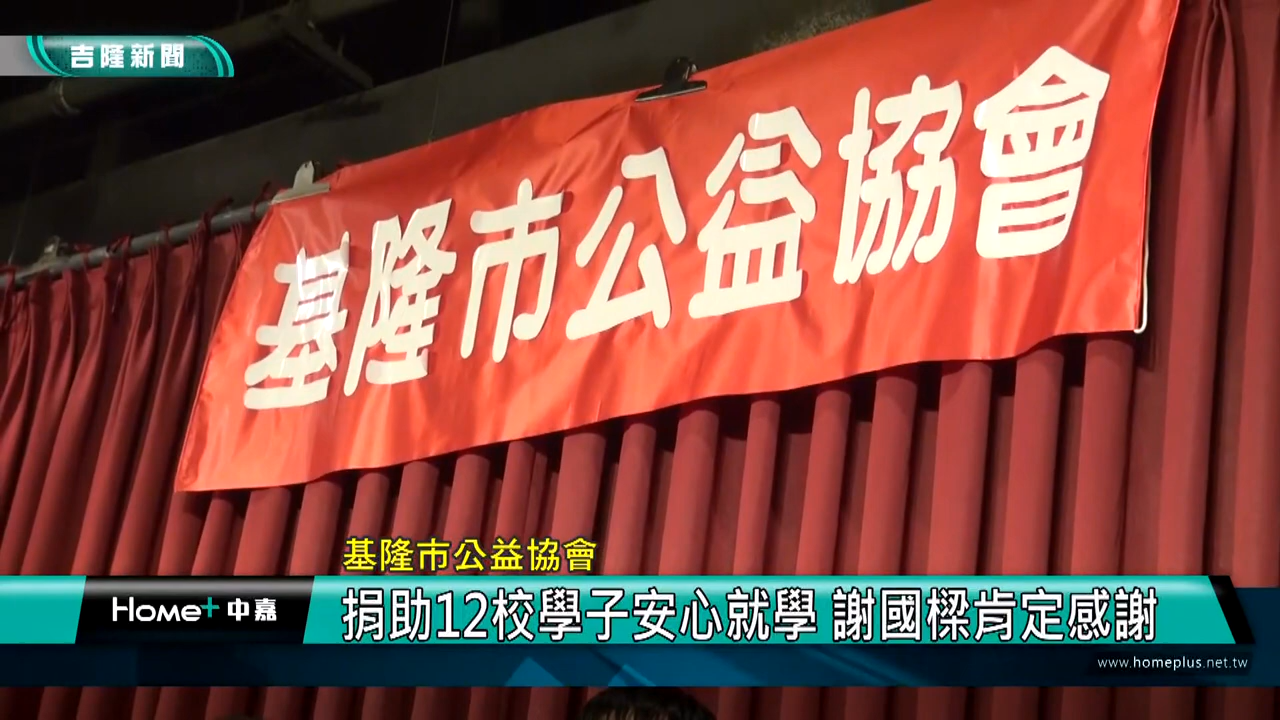 吉隆新聞
基隆市公益協會
基隆市公益協會
Home+中嘉
捐助12校學子安心就學 謝國樑肯定感謝
www.homeplus.net.tw